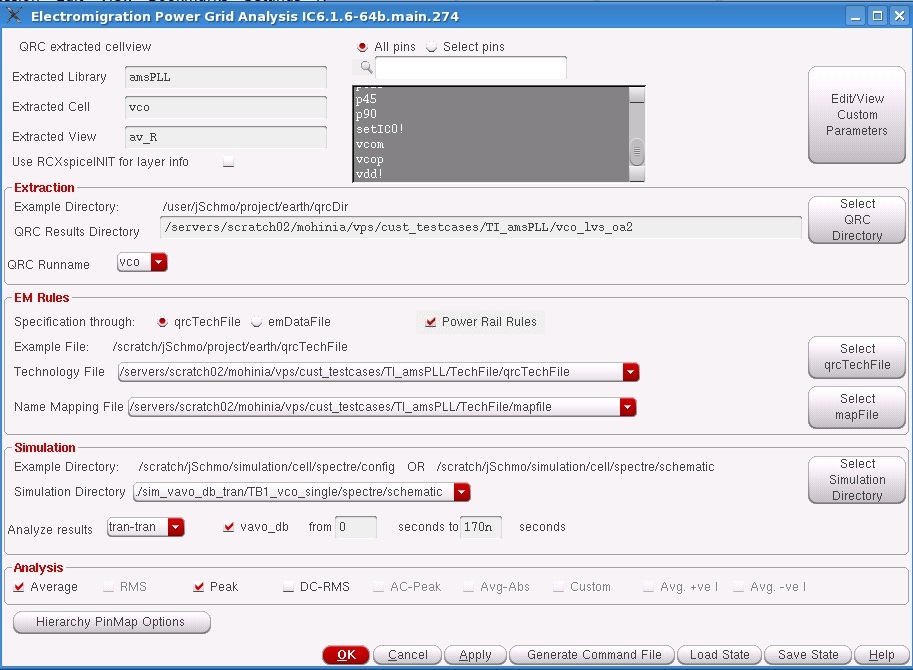 Electromigration Power Grid Analysis IC6.1.6-64b.main.274
QRC extracted cellview
All pins Select pins
Extracted Library amsPLL
Extracted Cell vco
Extracted View av_R
Use RCXspiceINIT for layer info
p45
p90
setICO!
vcom
vcop
vdd!
Edit/View Custom Parameters
Extraction
Example Directory: /user/jSchmo/project/earth/qrcDir
QRC Results Directory /servers/scratch02/mohinia/vps/cust_testcases/TI_amsPLL/vco_lvs_oa2
Select QRC Directory
QRC Runname vco
EM Rules
Specification through: qrcTechFile emDataFile Power Rail Rules
Example File: /scratch/jSchmo/project/earth/qrcTechFile
Technology File /servers/scratch02/mohinia/vps/cust_testcases/TI_amsPLL/TechFile/qrcTechFile
Select qrcTechFile
Name Mapping File /servers/scratch02/mohinia/vps/cust_testcases/TI_amsPLL/TechFile/mapfile
Select mapFile
Simulation
Example Directory: /scratch/jSchmo/simulation/cell/spectre/config OR /scratch/jSchmo/simulation/cell/spectre/schematic
Simulation Directory ./sim_vavo_db_tran/TB1_vco_single/spectre/schematic
Select Simulation Directory
Analyze results tran-tran vavo_db from 0 seconds to 170n seconds
Analysis
Average RMS Peak DC-RMS AC-Peak Avg-Abs Custom Avg. +ve I Avg. -ve I
Hierarchy PinMap Options
OK Cancel Apply Generate Command File Load State Save State Help